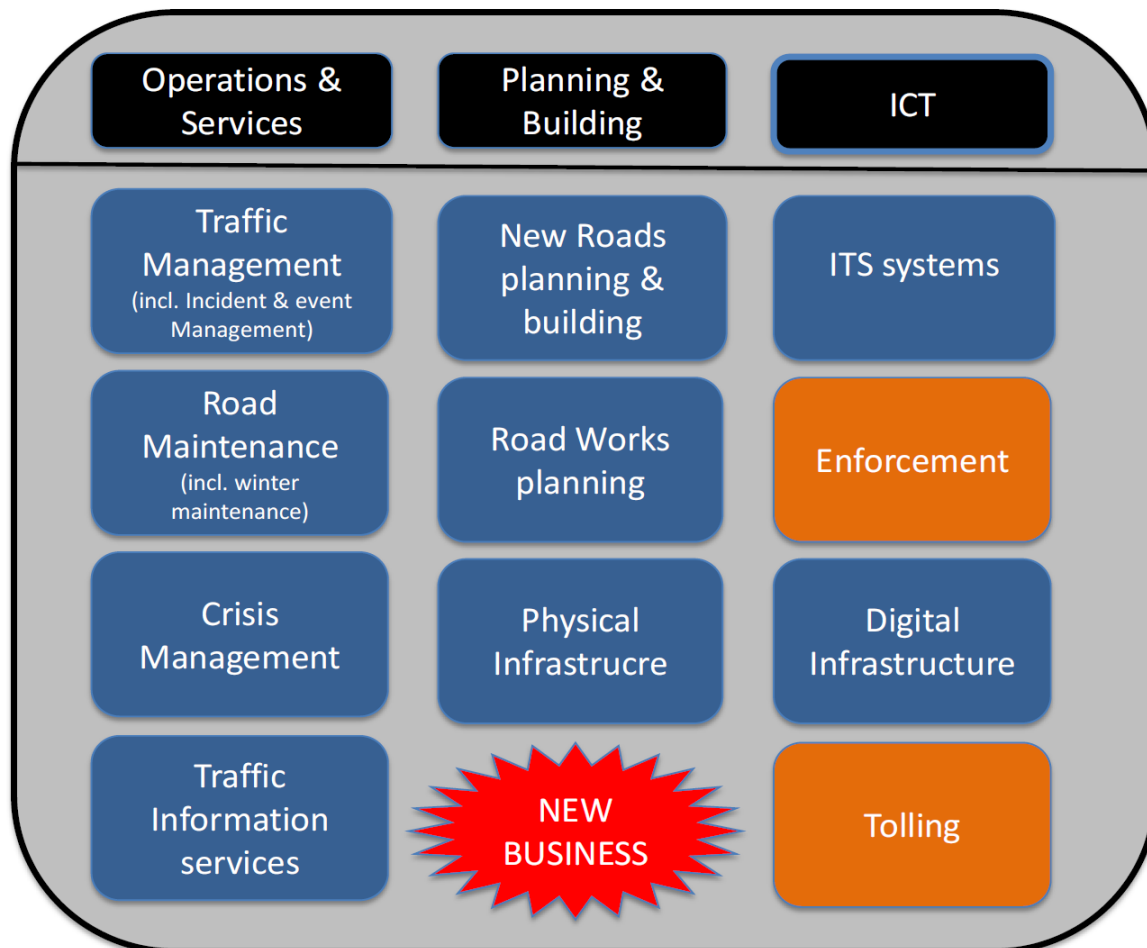 Operations &
Services
Planning &
Building
ICT
Traffic
Management
(incl. Incident & event
Management)
New Roads
planning &
building
ITS systems
Road
Maintenance
(incl. winter
maintenance)
Road Works
planning
Enforcement
Crisis
Management
Physical
Infrastrucre
Digital
Infrastructure
Traffic
Information
services
NEW
BUSINESS
Tolling